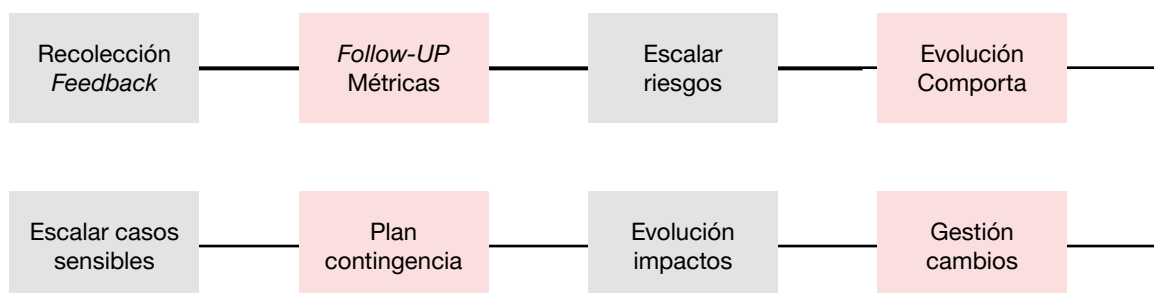 Recolección
Feedback
Follow-UP
Métricas
Escalar
riesgos
Evolución
Comporta
Escalar casos
sensibles
Plan
contingencia
Evolución
impactos
Gestión
cambios